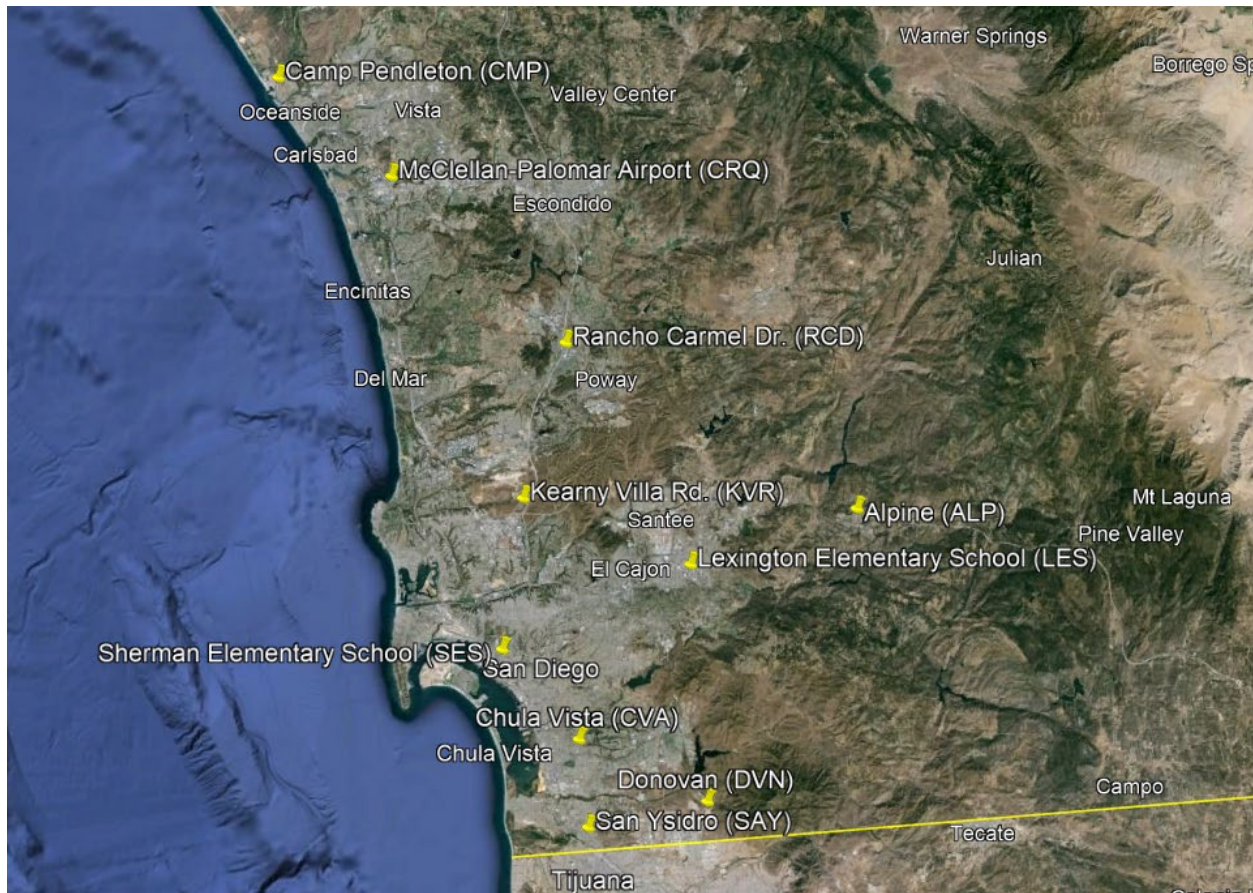 Warner Springs
Camp Pendleton (CMP)
Borrego Sp
Valley Center
Oceanside
Vista
Carlsbad
McClellan-Palomar Airport (CRQ)
Escondido
Julian
Encinitas
Rancho Carmel Dr. (RCD)
Del Mar
Poway
Kearny Villa Rd. (KVR)
Mt Laguna
Alpine (ALP)
Santee
Pine Valley
Lexington Elementary School (LES)
El Cajon
Sherman Elementary School (SES)
San Diego
Chula Vista (CVA)
Chula Vista
Donovan (DVN)
Campo
San Ysidro (SAY)
Tecate
Tijuana